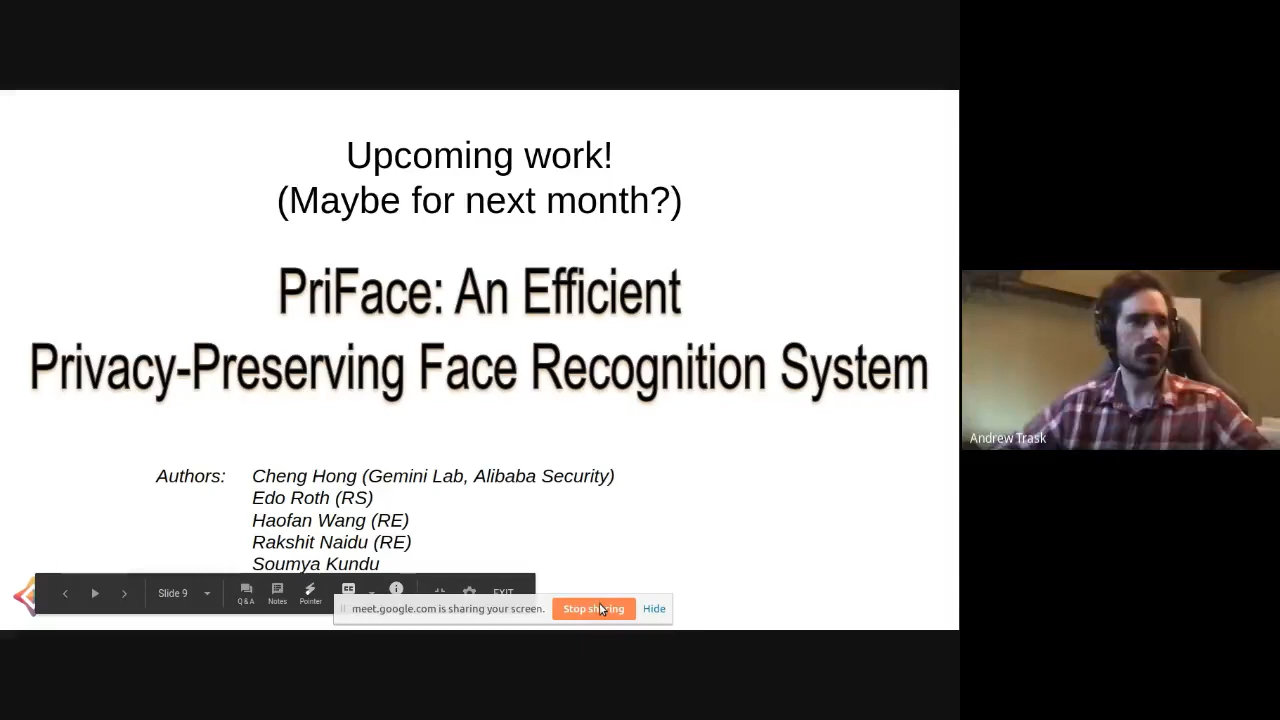 Upcoming work!
(Maybe for next month?)
PriFace: An Efficient
Privacy-Preserving Face Recognition System
Authors: Cheng Hong (Gemini Lab, Alibaba Security)
Edo Roth (RS)
Haofan Wang (RE)
Rakshit Naidu (RE)
Soumya Kundu
Slide 9
Q & A
Notes
Pointer
CC
EXIT
meet.google.com is sharing your screen.
Stop sharing
Hide
Andrew Trask